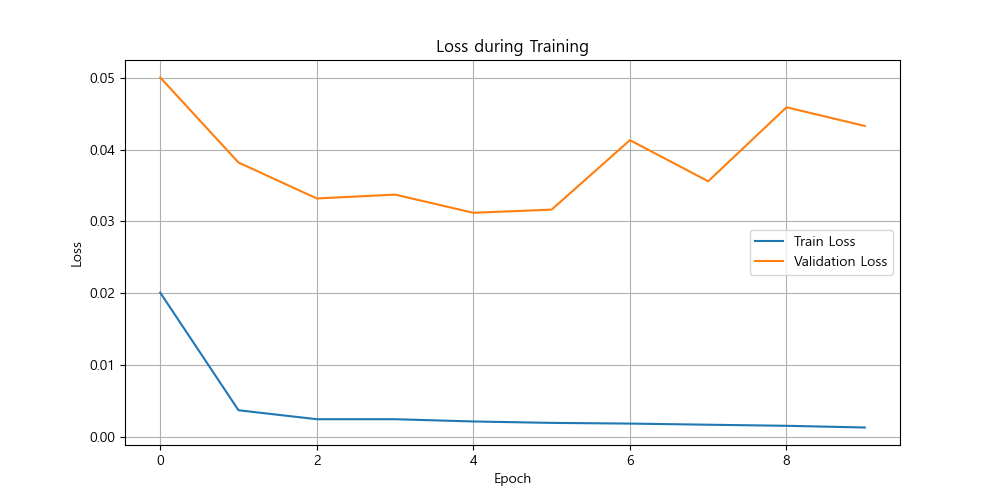 Loss during Training
0.05
0.04
0.03
0.02
0.01
0.00
Loss
Train Loss
Validation Loss
0 2 4 6 8
Epoch